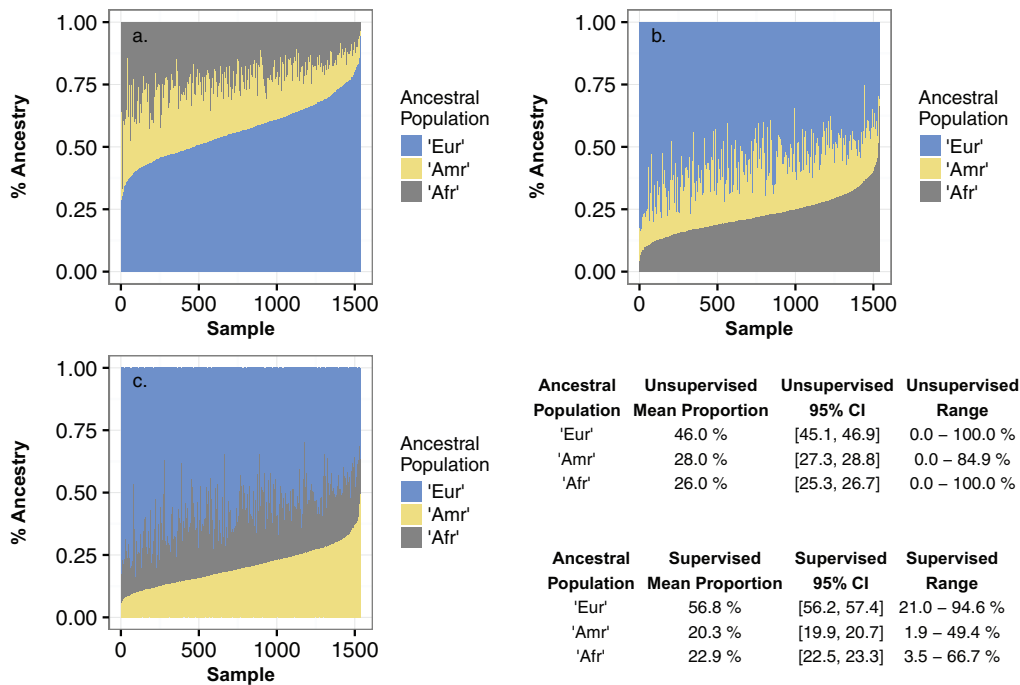 a.
% Ancestry
1.00
0.75
0.50
0.25
0.00
0 500 1000 1500
Sample
Ancestral
Population
'Eur'
'Amr'
'Afr'
b.
% Ancestry
1.00
0.75
0.50
0.25
0.00
0 500 1000 1500
Sample
Ancestral
Population
'Eur'
'Amr'
'Afr'
c.
% Ancestry
1.00
0.75
0.50
0.25
0.00
0 500 1000 1500
Sample
Ancestral
Population
'Eur'
'Amr'
'Afr'
Ancestral Unsupervised Unsupervised Unsupervised
Population Mean Proportion 95% CI Range
'Eur' 46.0 % [45.1, 46.9] 0.0 – 100.0 %
'Amr' 28.0 % [27.3, 28.8] 0.0 – 84.9 %
'Afr' 26.0 % [25.3, 26.7] 0.0 – 100.0 %
Ancestral Supervised Supervised Supervised
Population Mean Proportion 95% CI Range
'Eur' 56.8 % [56.2, 57.4] 21.0 – 94.6 %
'Amr' 20.3 % [19.9, 20.7] 1.9 – 49.4 %
'Afr' 22.9 % [22.5, 23.3] 3.5 – 66.7 %